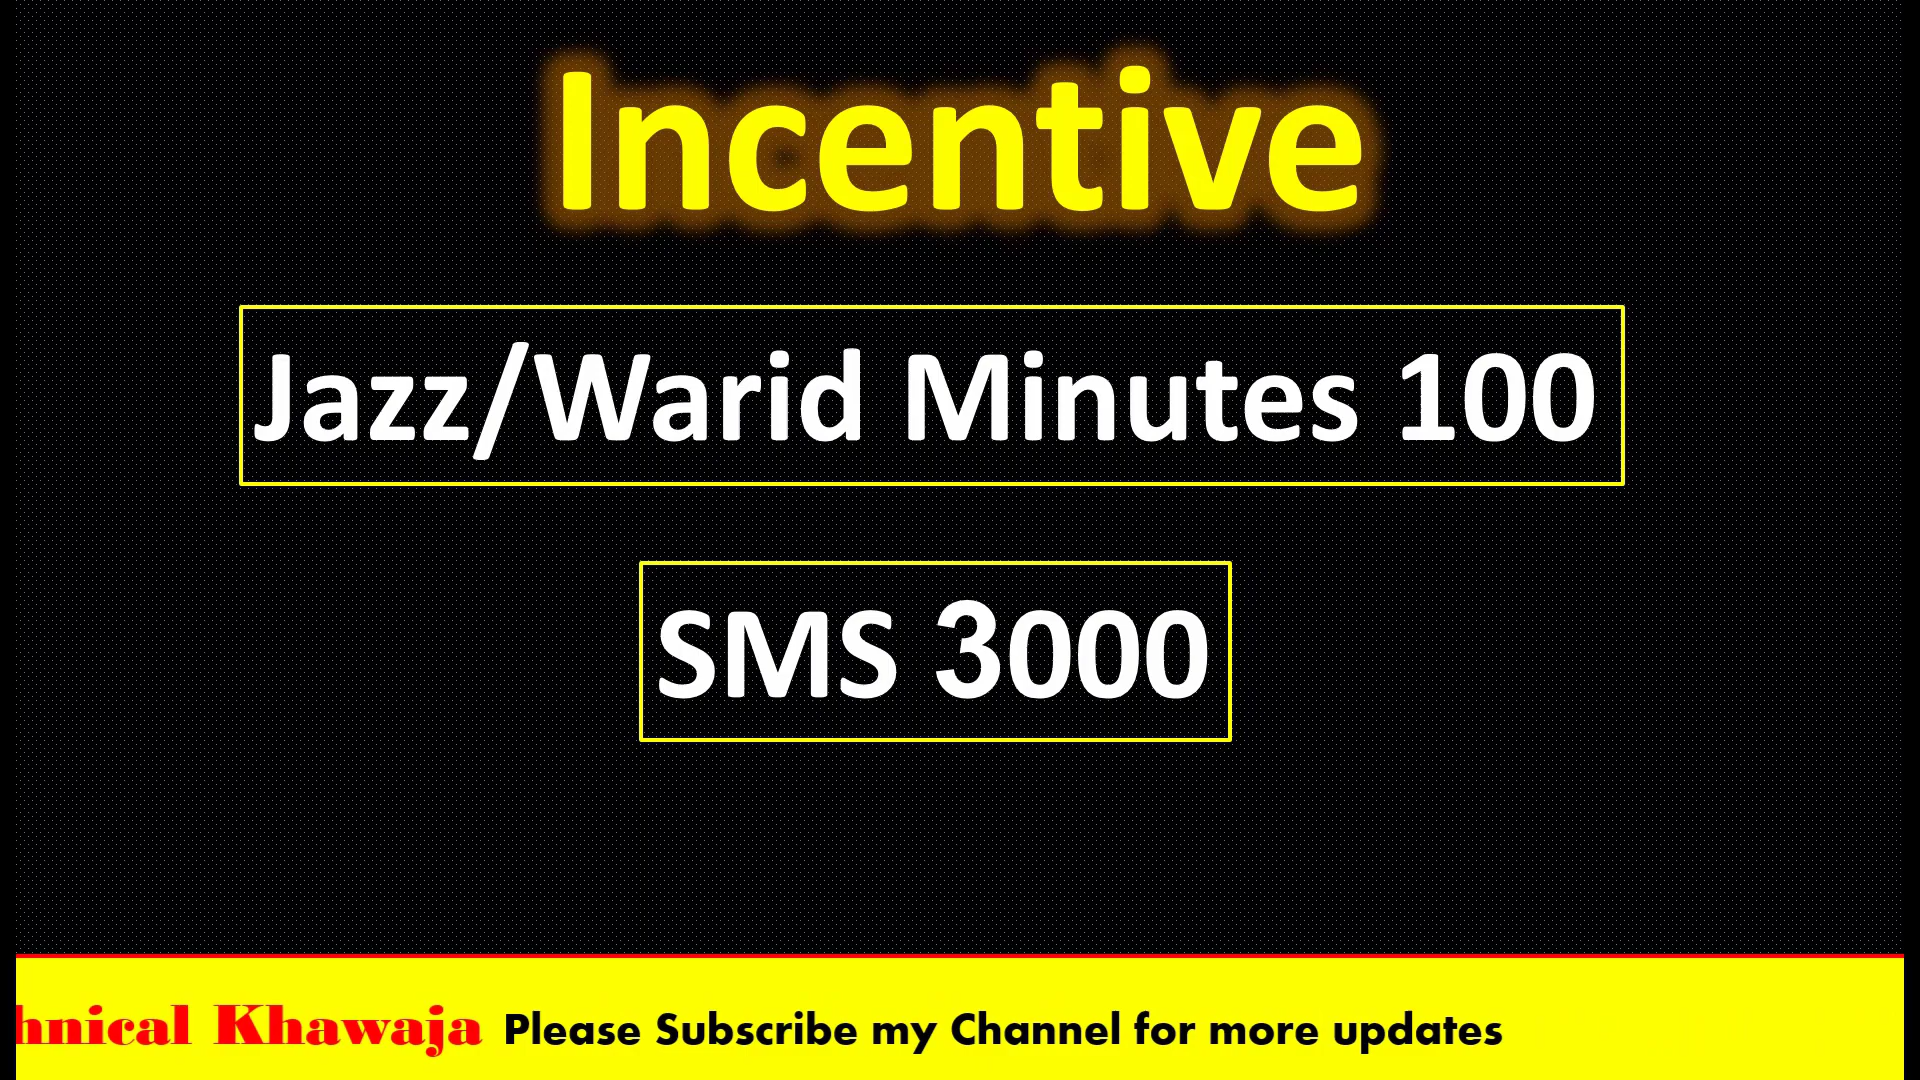 Incentive
Jazz/Warid Minutes 100
SMS 3000
hnical Khawaja Please Subscribe my Channel for more updates